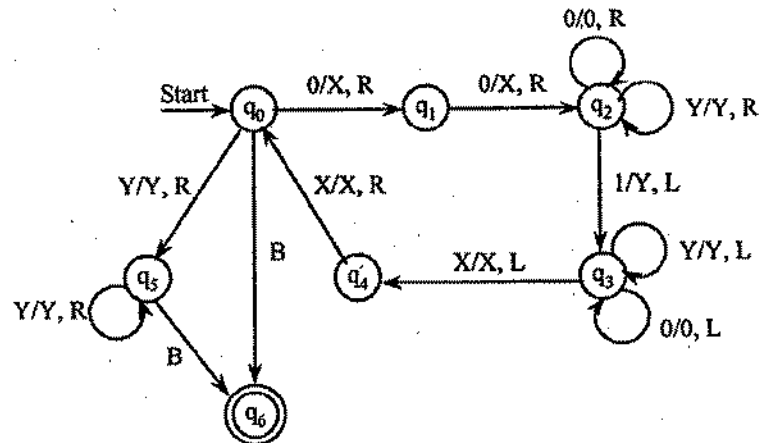 0/0, R
Start
q0
0/X, R
q1
0/X, R
q2
Y/Y, R
Y/Y, R
X/X, R
1/Y, L
B
q5
q4
X/X, L
q3
Y/Y, L
Y/Y, R
B
0/0, L
q6